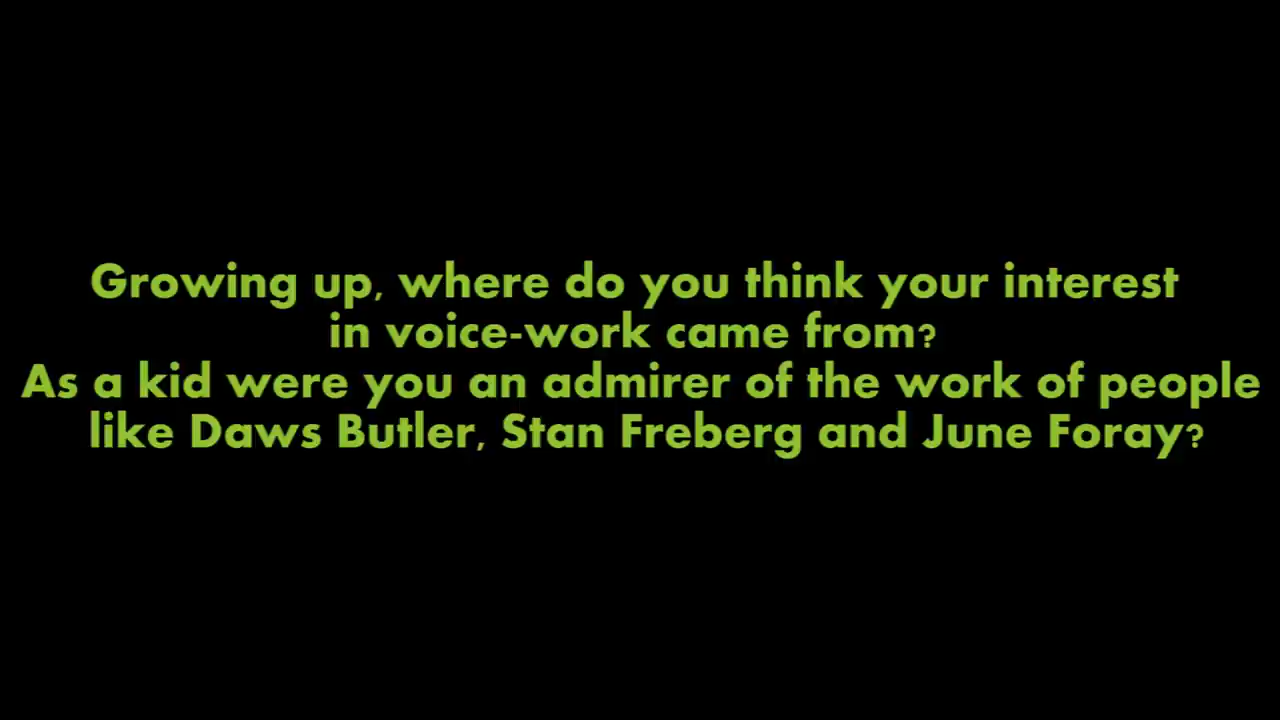 Growing up, where do you think your interest
in voice-work came from?
As a kid were you an admirer of the work of people
like Daws Butler, Stan Freberg and June Foray?